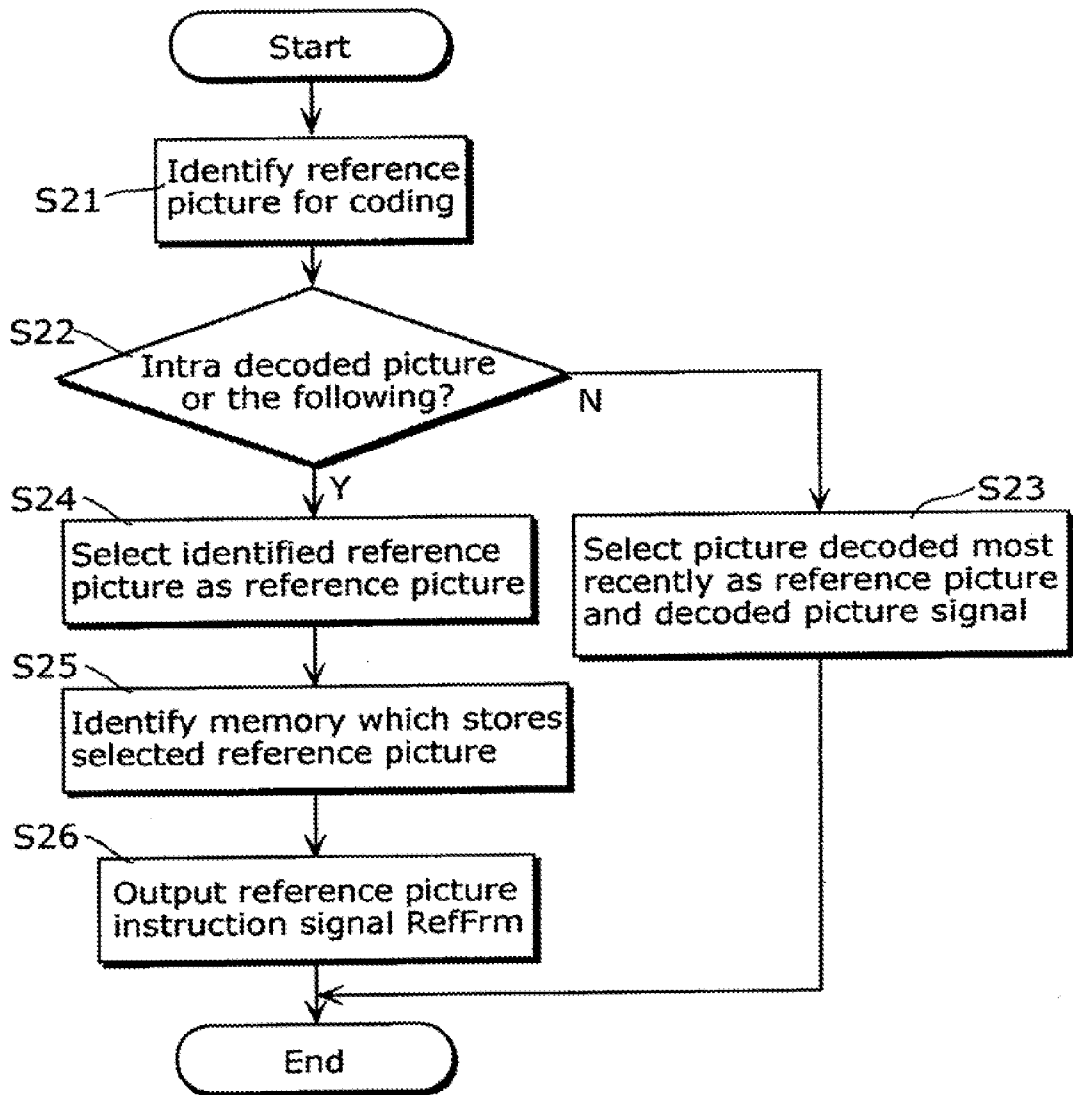 Start
S21
Identify reference
picture for coding
S22
Intra decoded picture
or the following?
N
Y
S24
Select identified reference
picture as reference picture
S23
Select picture decoded most
recently as reference picture
and decoded picture signal
S25
Identify memory which stores
selected reference picture
S26
Output reference picture
instruction signal RefFrm
End